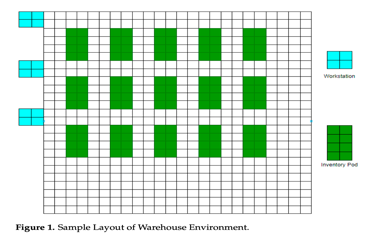 Workstation
Inventory Pod
Figure 1. Sample Layout of Warehouse Environment.